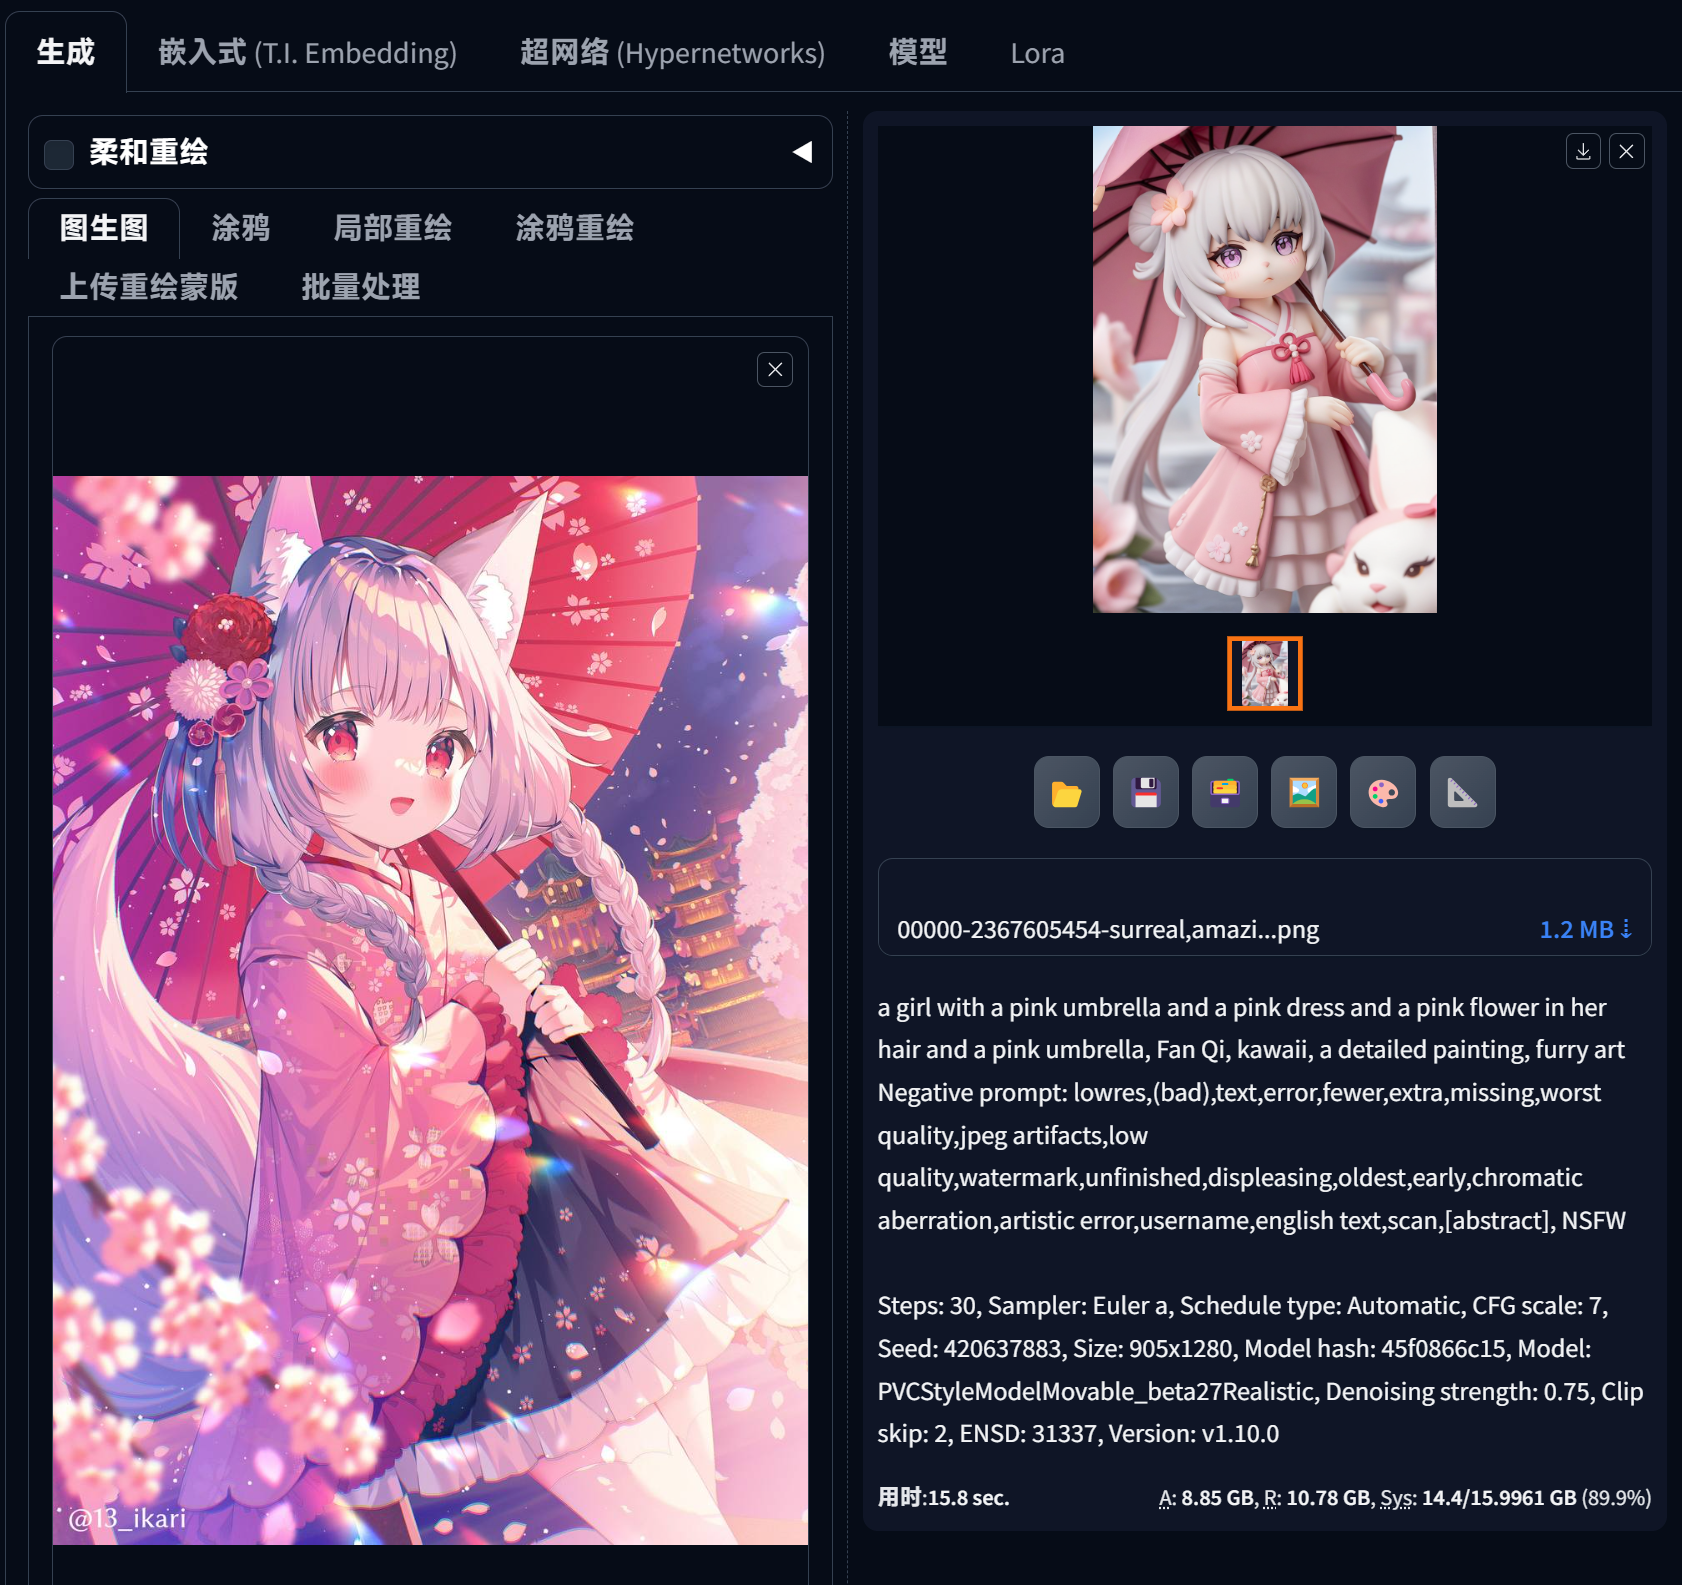 生成
嵌入式 (T.I. Embedding)
超网络 (Hypernetworks)
模型
Lora
柔和重绘
图生图
涂鸦
局部重绘
涂鸦重绘
上传重绘蒙版
批量处理
@13_ikari
00000-2367605454-surreal,amazi...png
1.2 MB ⇣
a girl with a pink umbrella and a pink dress and a pink flower in her
hair and a pink umbrella, Fan Qi, kawaii, a detailed painting, furry art
Negative prompt: lowres,(bad),text,error,fewer,extra,missing,worst
quality,jpeg artifacts,low
quality,watermark,unfinished,displeasing,oldest,early,chromatic
aberration,artistic error,username,english text,scan,[abstract], NSFW
Steps: 30, Sampler: Euler a, Schedule type: Automatic, CFG scale: 7,
Seed: 420637883, Size: 905x1280, Model hash: 45f0866c15, Model:
PVCStyleModelMovable_beta27Realistic, Denoising strength: 0.75, Clip
skip: 2, ENSD: 31337, Version: v1.10.0
用时:15.8 sec.
A: 8.85 GB, R: 10.78 GB, Sys: 14.4/15.9961 GB (89.9%)